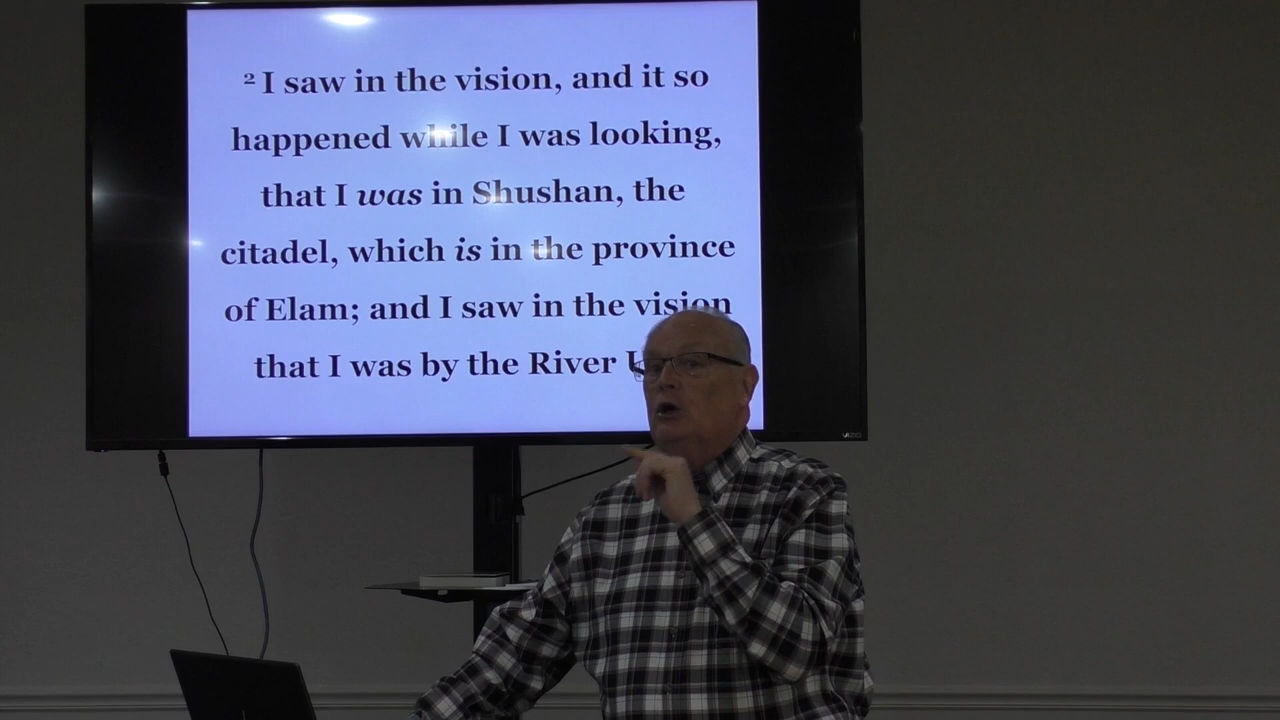 2 I saw in the vision, and it so
happened while I was looking,
that I was in Shushan, the
citadel, which is in the province
of Elam; and I saw in the vision
that I was by the River
VIZIO